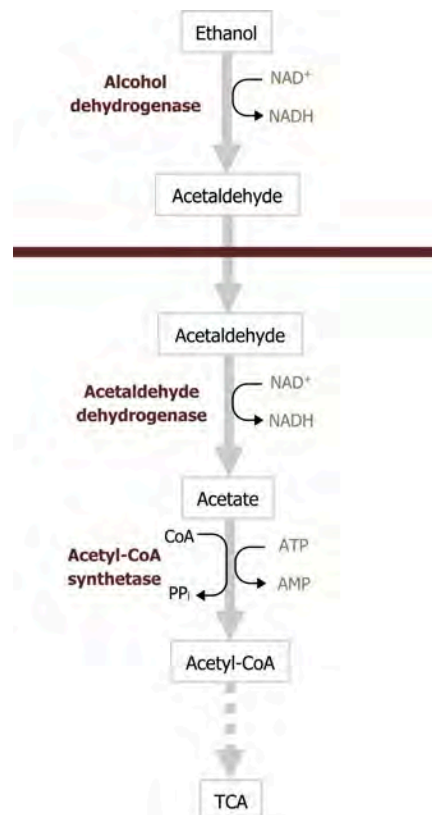 Ethanol
Alcohol
dehydrogenase
NAD⁺
NADH
Acetaldehyde
Acetaldehyde
Acetaldehyde
dehydrogenase
NAD⁺
NADH
Acetate
CoA
ATP
Acetyl-CoA
synthetase
PPᵢ
AMP
Acetyl-CoA
TCA